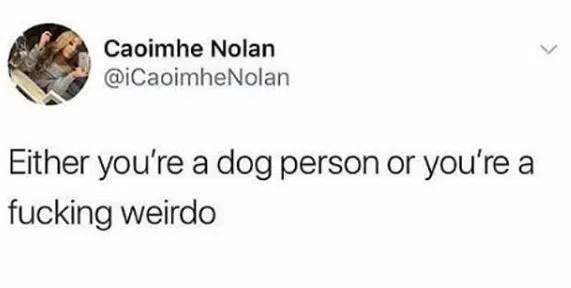 Caoimhe Nolan
@iCaoimheNolan
Either you're a dog person or you're a
fucking weirdo